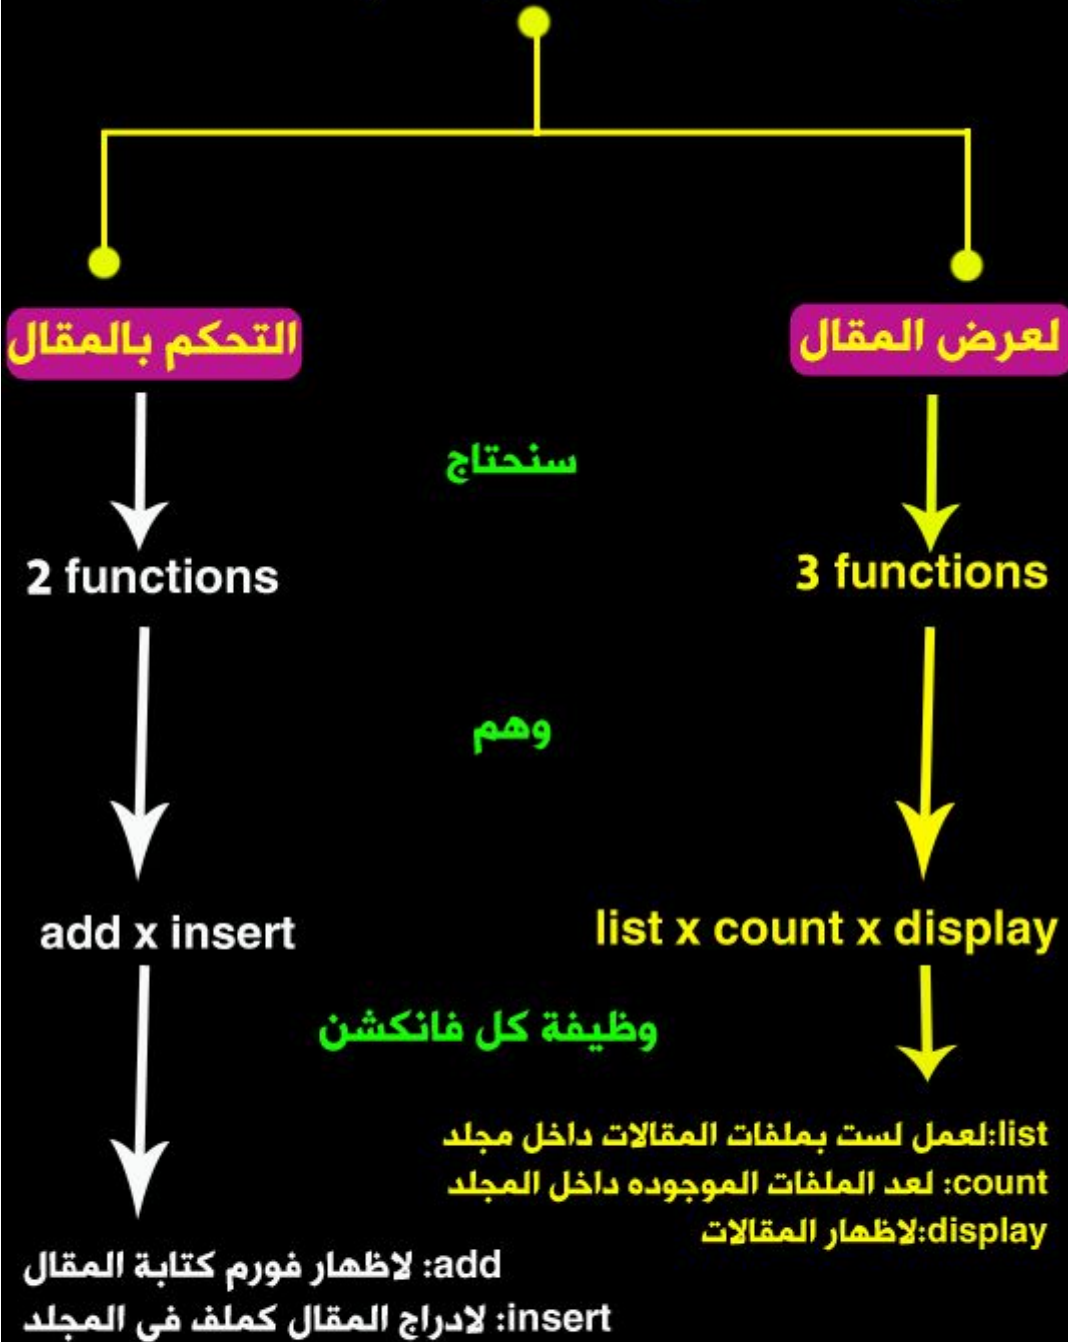 لعرض المقال
التحكم بالمقال
سنحتاج
3 functions
2 functions
وهم
list x count x display
add x insert
وظيفة كل فانكشن
list:لعمل لست بملفات المقالات داخل مجلد
count: لعد الملفات الموجوده داخل المجلد
display:لاظهار المقالات
add: لاظهار فورم كتابة المقال
insert: لادراج المقال كملف في المجلد